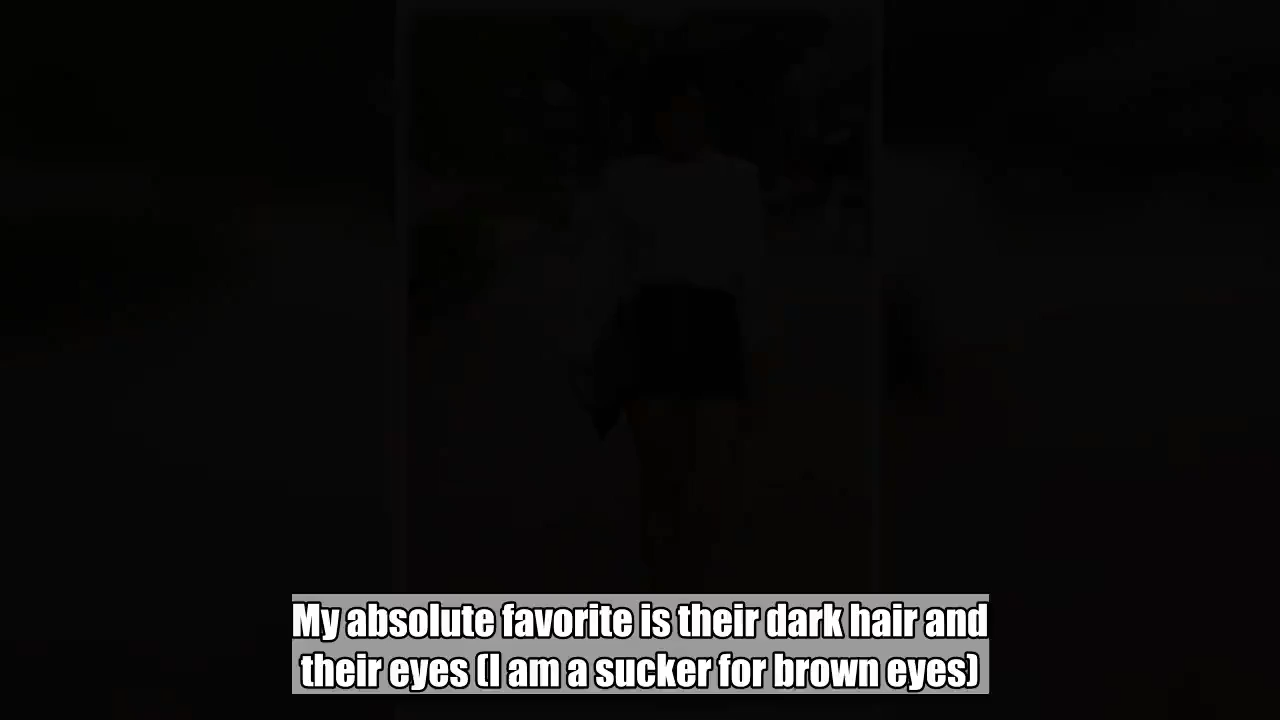 My absolute favorite is their dark hair and
their eyes (I am a sucker for brown eyes)